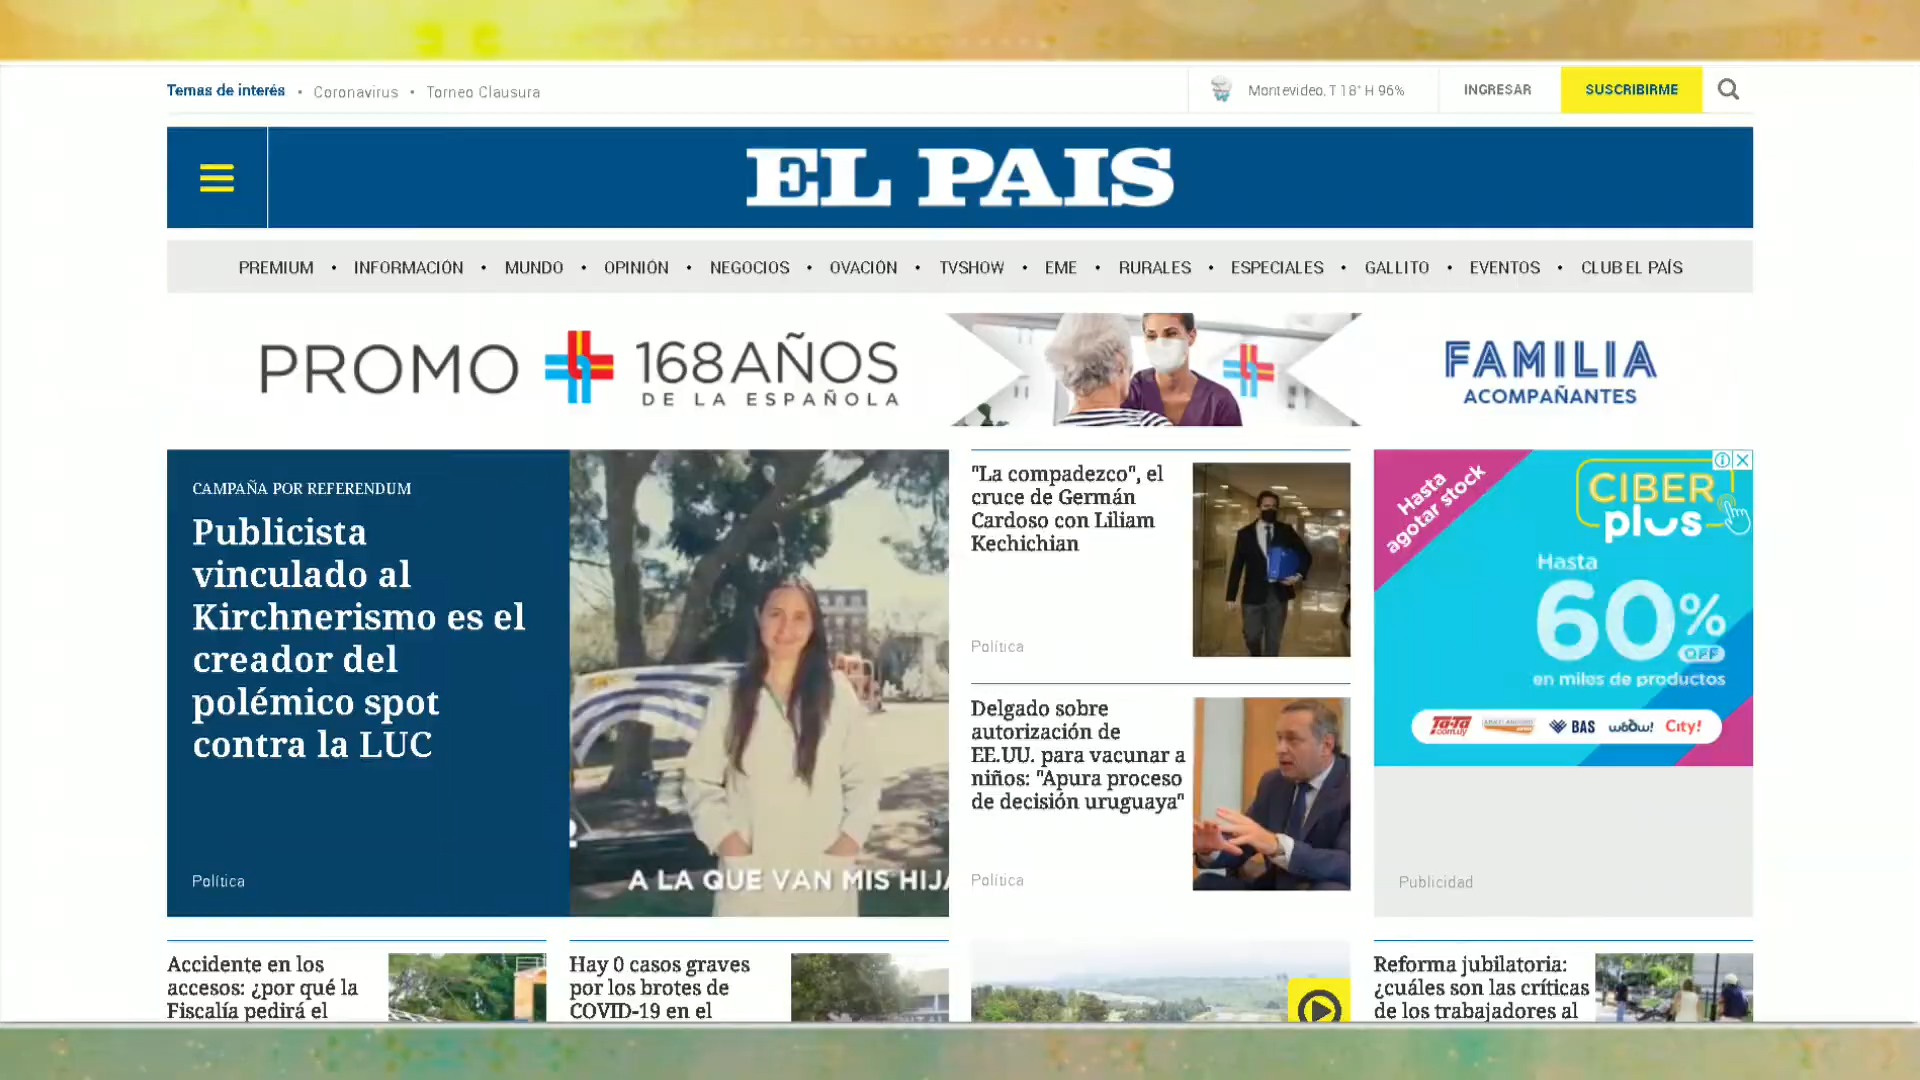 Temas de interés • Coronavirus • Torneo Clausura
Montevideo, T 18° H 96%
INGRESAR
SUSCRIBIRME
EL PAIS
PREMIUM • INFORMACIÓN • MUNDO • OPINIÓN • NEGOCIOS • OVACIÓN • TVSHOW • EME • RURALES • ESPECIALES • GALLITO • EVENTOS • CLUB EL PAÍS
PROMO 168 AÑOS
DE LA ESPAÑOLA
FAMILIA
ACOMPAÑANTES
CAMPAÑA POR REFERENDUM
Publicista
vinculado al
Kirchnerismo es el
creador del
polémico spot
contra la LUC
Política
A LA QUE VAN MIS HIJA
"La compadezco", el
cruce de Germán
Cardoso con Liliam
Kechichian
Política
Delgado sobre
autorización de
EE.UU. para vacunar a
niños: "Apura proceso
de decisión uruguaya"
Política
Hasta
agotar stock
CIBER
plus
Hasta
60%
OFF
en miles de productos
Ta-Ta
.com.uy
BAS
woow!
City!
Publicidad
Accidente en los
accesos: ¿por qué la
Fiscalía pedirá el
Hay 0 casos graves
por los brotes de
COVID-19 en el
Reforma jubilatoria:
¿cuáles son las críticas
de los trabajadores al